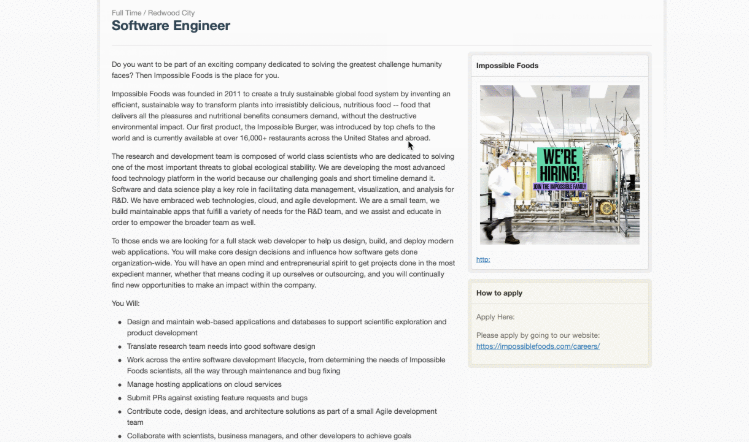 Full Time / Redwood City
Software Engineer
Do you want to be part of an exciting company dedicated to solving the greatest challenge humanity
faces? Then Impossible Foods is the place for you.
Impossible Foods was founded in 2011 to create a truly sustainable global food system by inventing an
efficient, sustainable way to transform plants into irresistibly delicious, nutritious food -- food that
delivers all the pleasures and nutritional benefits consumers demand, without the destructive
environmental impact. Our first product, the Impossible Burger, was introduced by top chefs to the
world and is currently available at over 16,000+ restaurants across the United States and abroad.
The research and development team is composed of world class scientists who are dedicated to solving
one of the most important threats to global ecological stability. We are developing the most advanced
food technology platform in the world because our challenging goals and short timeline demand it.
Software and data science play a key role in facilitating data management, visualization, and analysis for
R&D. We have embraced web technologies, cloud, and agile development. We are a small team, we
build maintainable apps that fulfill a variety of needs for the R&D team, and we assist and educate in
order to empower the broader team as well.
To those ends we are looking for a full stack web developer to help us design, build, and deploy modern
web applications. You will make core design decisions and influence how software gets done
organization-wide. You will have an open mind and entrepreneurial spirit to get projects done in the most
expedient manner, whether that means coding it up ourselves or outsourcing, and you will continually
find new opportunities to make an impact within the company.
You Will:
• Design and maintain web-based applications and databases to support scientific exploration and
product development
• Translate research team needs into good software design
• Work across the entire software development lifecycle, from determining the needs of Impossible
Foods scientists, all the way through maintenance and bug fixing
• Manage hosting applications on cloud services
• Submit PRs against existing feature requests and bugs
• Contribute code, design ideas, and architecture solutions as part of a small Agile development
team
• Collaborate with scientists, business managers, and other developers to achieve goals
Impossible Foods
WE'RE
HIRING!
JOIN THE IMPOSSIBLE FAMILY
http:
How to apply
Apply Here:
Please apply by going to our website:
https://impossiblefoods.com/careers/